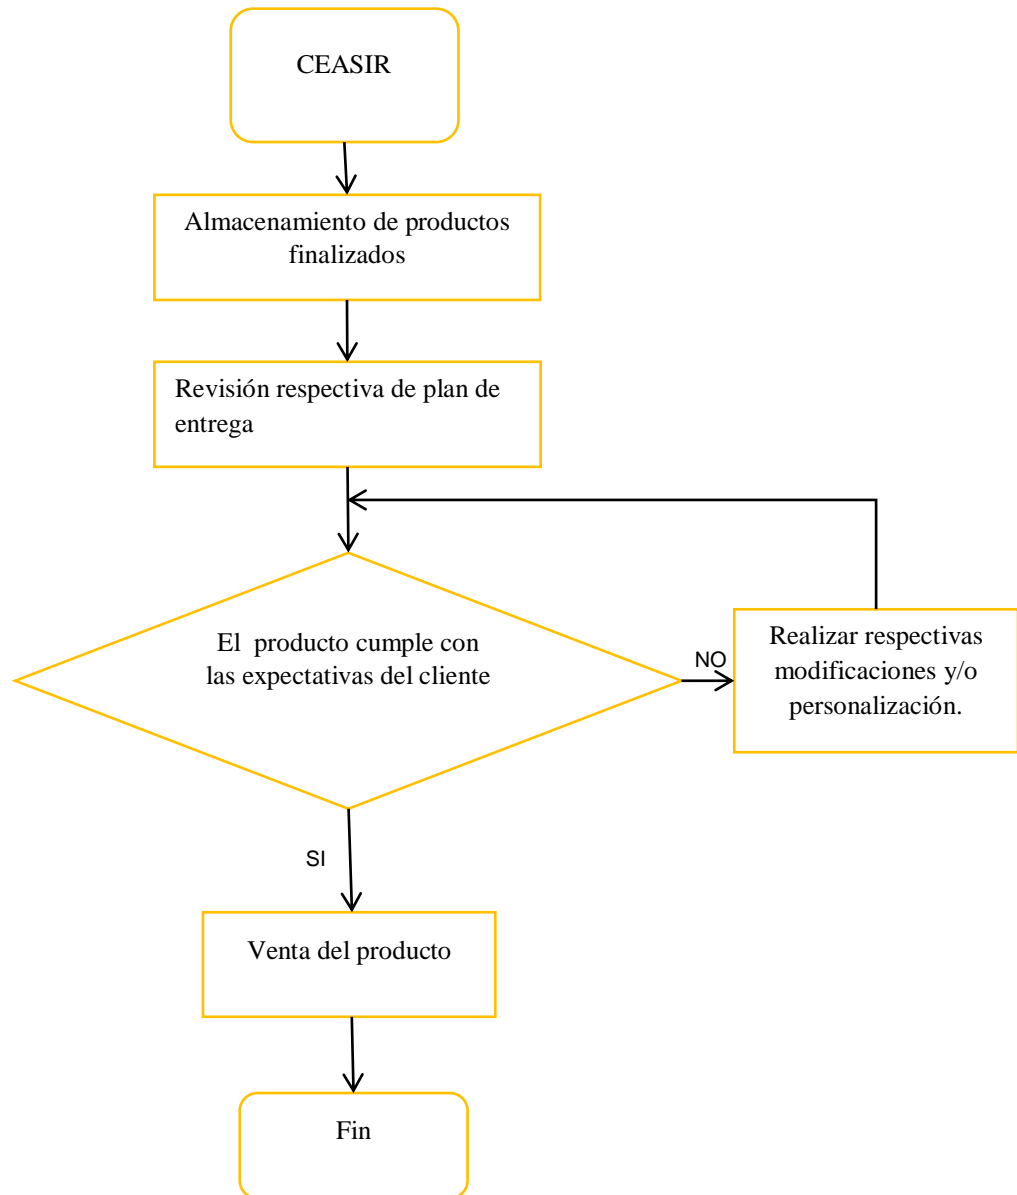 CEASIR
Almacenamiento de productos
finalizados
Revisión respectiva de plan de
entrega
El  producto cumple con
las expectativas del cliente
NO
Realizar respectivas
modificaciones y/o
personalización.
SI
Venta del producto
Fin